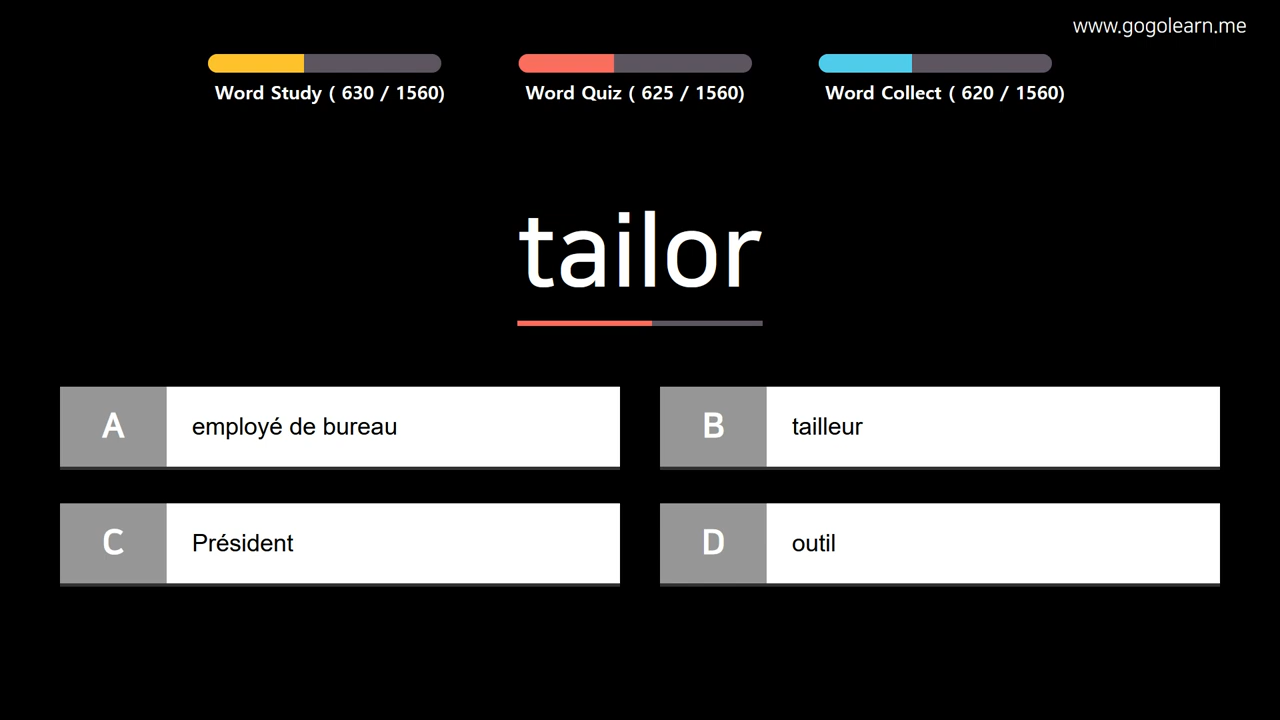 www.gogolearn.me
Word Study ( 630 / 1560)
Word Quiz ( 625 / 1560)
Word Collect ( 620 / 1560)
tailor
A employé de bureau
B tailleur
C Président
D outil